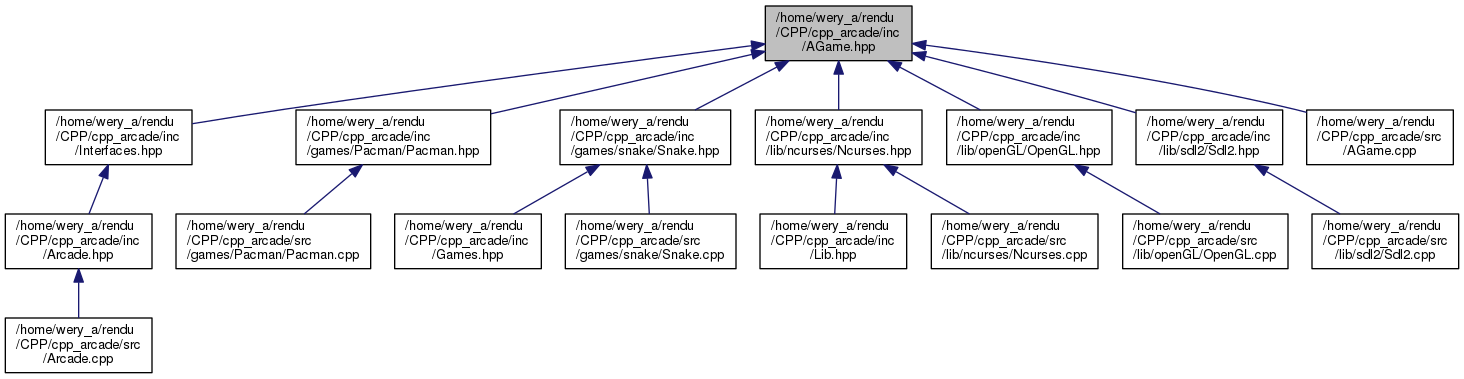 /home/wery_a/rendu
/CPP/cpp_arcade/inc
/AGame.hpp
/home/wery_a/rendu
/CPP/cpp_arcade/inc
/Interfaces.hpp
/home/wery_a/rendu
/CPP/cpp_arcade/inc
/games/Pacman/Pacman.hpp
/home/wery_a/rendu
/CPP/cpp_arcade/inc
/games/snake/Snake.hpp
/home/wery_a/rendu
/CPP/cpp_arcade/inc
/lib/ncurses/Ncurses.hpp
/home/wery_a/rendu
/CPP/cpp_arcade/inc
/lib/openGL/OpenGL.hpp
/home/wery_a/rendu
/CPP/cpp_arcade/inc
/lib/sdl2/Sdl2.hpp
/home/wery_a/rendu
/CPP/cpp_arcade/src
/AGame.cpp
/home/wery_a/rendu
/CPP/cpp_arcade/inc
/Arcade.hpp
/home/wery_a/rendu
/CPP/cpp_arcade/src
/games/Pacman/Pacman.cpp
/home/wery_a/rendu
/CPP/cpp_arcade/inc
/Games.hpp
/home/wery_a/rendu
/CPP/cpp_arcade/src
/games/snake/Snake.cpp
/home/wery_a/rendu
/CPP/cpp_arcade/inc
/Lib.hpp
/home/wery_a/rendu
/CPP/cpp_arcade/src
/lib/ncurses/Ncurses.cpp
/home/wery_a/rendu
/CPP/cpp_arcade/src
/lib/openGL/OpenGL.cpp
/home/wery_a/rendu
/CPP/cpp_arcade/src
/lib/sdl2/Sdl2.cpp
/home/wery_a/rendu
/CPP/cpp_arcade/src
/Arcade.cpp